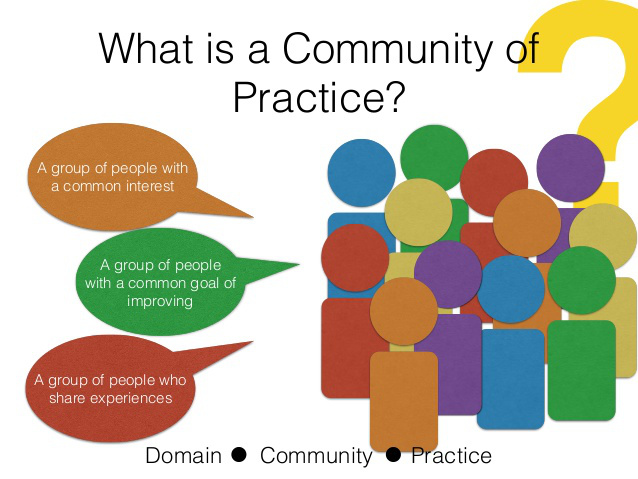 What is a Community of
Practice?
A group of people with
a common interest
A group of people
with a common goal of
improving
A group of people who
share experiences
Domain ● Community ● Practice
?